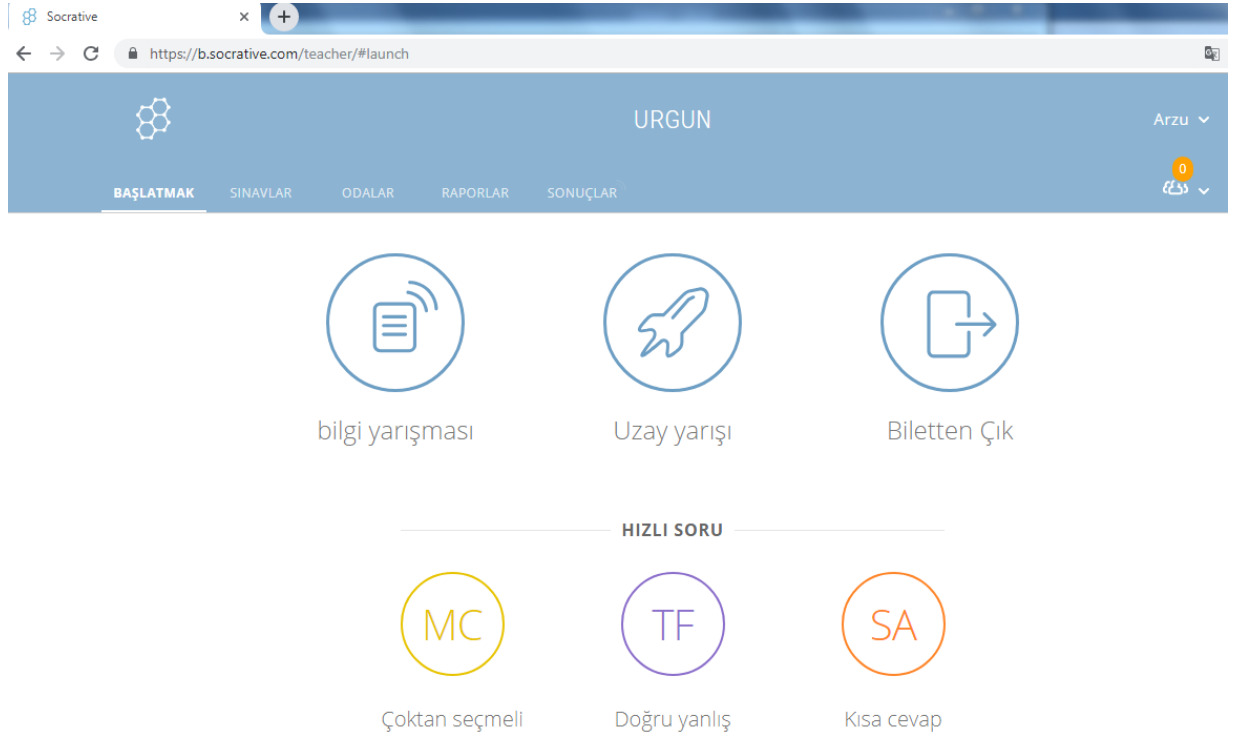 Socrative
https://b.socrative.com/teacher/#launch
URGUN
Arzu
0
BAŞLATMAK SINAVLAR ODALAR RAPORLAR SONUÇLAR
bilgi yarışması Uzay yarışı Biletten Çık
HIZLI SORU
MC TF SA
Çoktan seçmeli Doğru yanlış Kısa cevap